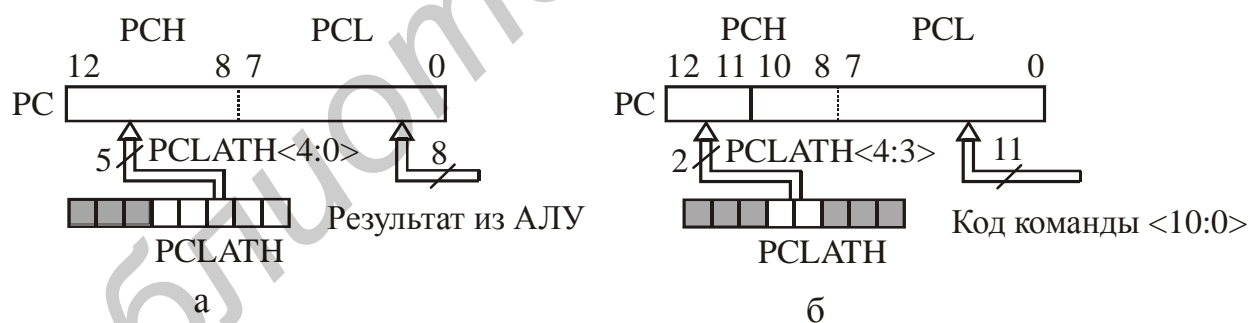 PCH PCL
12 8 7 0
PC
5 PCLATH<4:0> 8
Результат из АЛУ
PCLATH
а
PCH PCL
12 11 10 8 7 0
PC
2 PCLATH<4:3> 11
Код команды <10:0>
PCLATH
б